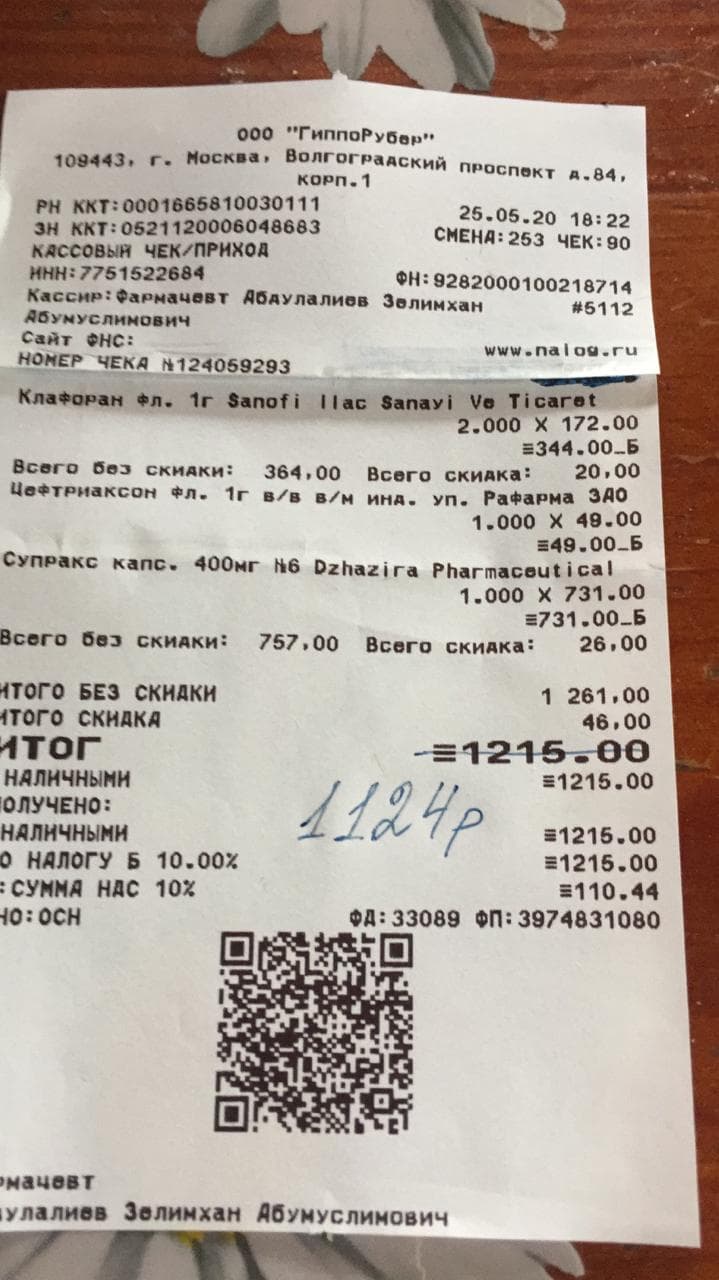 ООО "ГиппоРубер"
109443, г. Москва, Волгоградский проспект д.84,
корп.1
РН ККТ:0001665810030111
25.05.20 18:22
ЗН ККТ:0521120006048683
СМЕНА:253 ЧЕК:90
КАССОВЫЙ ЧЕК/ПРИХОД
ИНН:7751522684
ФН:9282000100218714
Кассир:Фармацевт Абдулалиев Зелимхан #5112
Абумуслимович
Сайт ФНС:
www.nalog.ru
НОМЕР ЧЕКА №124059293
Клафоран фл. 1г Sanofi Ilac Sanayi Ve Ticaret
2.000 X 172.00
≡344.00_Б
Всего без скидки: 364,00 Всего скидка: 20,00
Цефтриаксон фл. 1г в/в в/м инд. уп. Рафарма ЗАО
1.000 X 49.00
≡49.00_Б
Супракс капс. 400мг №6 Dzhazira Pharmaceutical
1.000 X 731.00
≡731.00_Б
Всего без скидки: 757,00 Всего скидка: 26,00
ИТОГО БЕЗ СКИДКИ 1 261,00
ИТОГО СКИДКА 46,00
ИТОГ ≡1215.00
НАЛИЧНЫМИ ≡1215.00
ПОЛУЧЕНО:
1124р
НАЛИЧНЫМИ ≡1215.00
О НАЛОГУ Б 10.00% ≡1215.00
:СУММА НДС 10% ≡110.44
НО:ОСН ФД:33089 ФП:3974831080
рмацевт
улалиев Зелимхан Абумуслимович